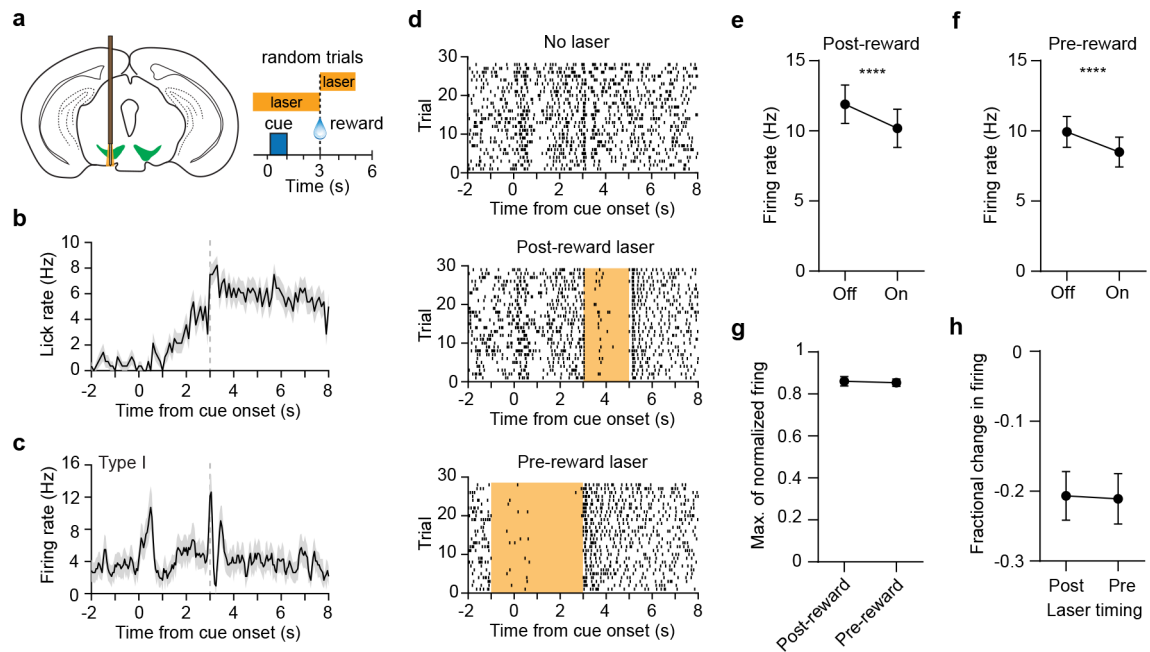 a
random trials
laser
laser
cue
reward
0 3 6
Time (s)
b
Lick rate (Hz)
10
8
6
4
2
0
-2 0 2 4 6 8
Time from cue onset (s)
c
Type I
Firing rate (Hz)
16
12
8
4
0
-2 0 2 4 6 8
Time from cue onset (s)
d
No laser
Trial
30
20
10
0
-2 0 2 4 6 8
Time from cue onset (s)
Post-reward laser
Trial
30
20
10
0
-2 0 2 4 6 8
Time from cue onset (s)
Pre-reward laser
Trial
30
20
10
0
-2 0 2 4 6 8
Time from cue onset (s)
e
Post-reward
****
Firing rate (Hz)
15
10
5
0
Off On
f
Pre-reward
****
Firing rate (Hz)
15
10
5
0
Off On
g
Max. of normalized fring
1
0.8
0.6
0.4
0.2
0
Post-reward
Pre-reward
h
Fractional change in firing
0
-0.1
-0.2
-0.3
Post Pre
Laser timing